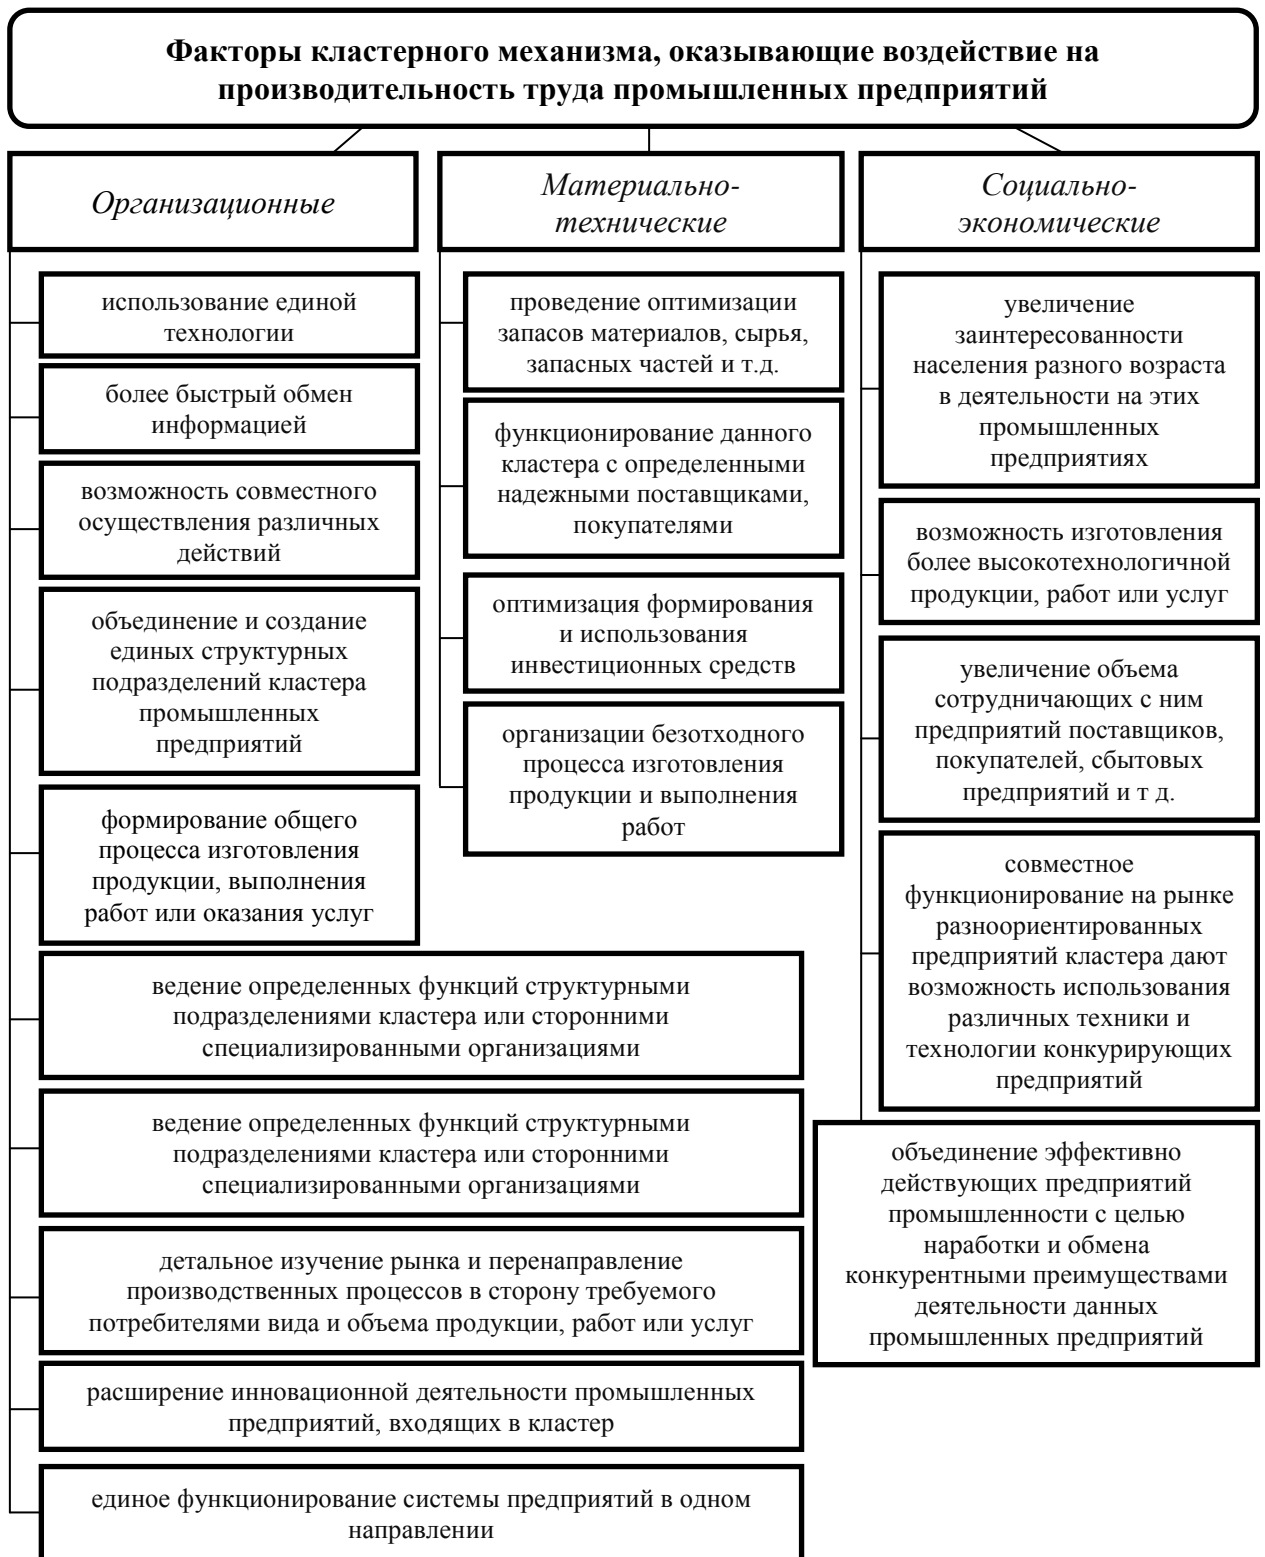 Факторы кластерного механизма, оказывающие воздействие на
производительность труда промышленных предприятий
Организационные
использование единой
технологии
более быстрый обмен
информацией
возможность совместного
осуществления различных
действий
объединение и создание
единых структурных
подразделений кластера
промышленных
предприятий
формирование общего
процесса изготовления
продукции, выполнения
работ или оказания услуг
ведение определенных функций структурными
подразделениями кластера или сторонними
специализированными организациями
ведение определенных функций структурными
подразделениями кластера или сторонними
специализированными организациями
детальное изучение рынка и перенаправление
производственных процессов в сторону требуемого
потребителями вида и объема продукции, работ или услуг
расширение инновационной деятельности промышленных
предприятий, входящих в кластер
единое функционирование системы предприятий в одном
направлении
Материально-
технические
проведение оптимизации
запасов материалов, сырья,
запасных частей и т.д.
функционирование данного
кластера с определенными
надежными поставщиками,
покупателями
оптимизация формирования
и использования
инвестиционных средств
организации безотходного
процесса изготовления
продукции и выполнения
работ
Социально-
экономические
увеличение
заинтересованности
населения разного возраста
в деятельности на этих
промышленных
предприятиях
возможность изготовления
более высокотехнологичной
продукции, работ или услуг
увеличение объема
сотрудничающих с ним
предприятий поставщиков,
покупателей, сбытовых
предприятий и т д.
совместное
функционирование на рынке
разноориентированных
предприятий кластера дают
возможность использования
различных техники и
технологии конкурирующих
предприятий
объединение эффективно
действующих предприятий
промышленности с целью
наработки и обмена
конкурентными преимуществами
деятельности данных
промышленных предприятий